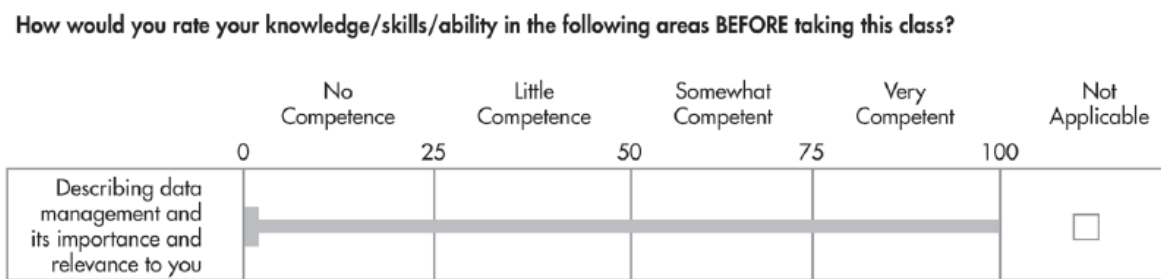 How would you rate your knowledge/skills/ability in the following areas BEFORE taking this class?
No Competence
Little Competence
Somewhat Competent
Very Competent
Not Applicable
0 25 50 75 100
Describing data
management and
its importance and
relevance to you